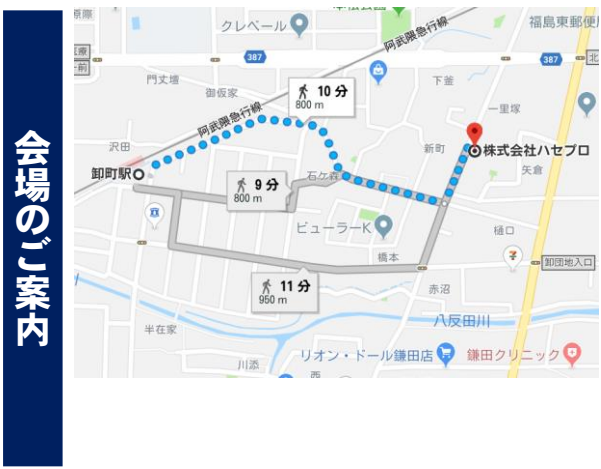 会場のご案内
クレペール
福島東郵便局
387
阿武隈急行線
387
北
門丈壇
御仮家
10 分
800 m
下釜
一里塚
阿武隈急行線
沢田
新町
株式会社ハセプロ
卸町駅
9 分
800 m
石ケ森
矢倉
ビューラーK
樋口
橋本
卸団地入口
11 分
950 m
赤沼
八反田川
半在家
リオン・ドール鎌田店
鎌田クリニック
川添
西